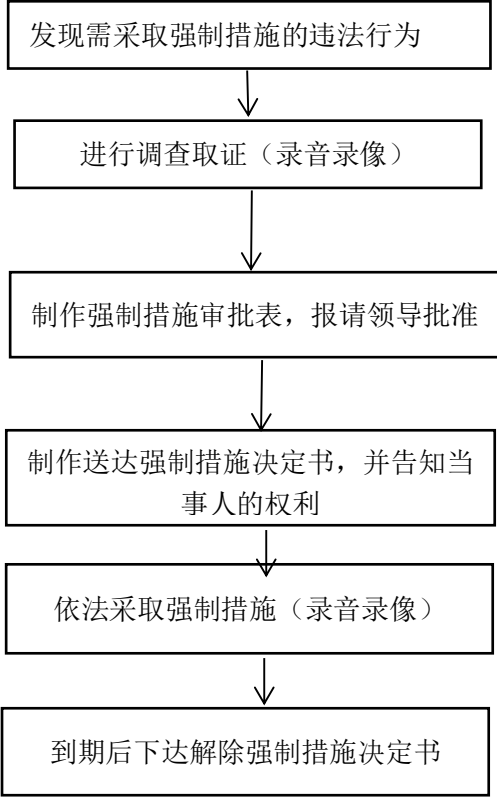 发现需采取强制措施的违法行为
进行调查取证（录音录像）
制作强制措施审批表，报请领导批准
制作送达强制措施决定书，并告知当
事人的权利
依法采取强制措施（录音录像）
到期后下达解除强制措施决定书